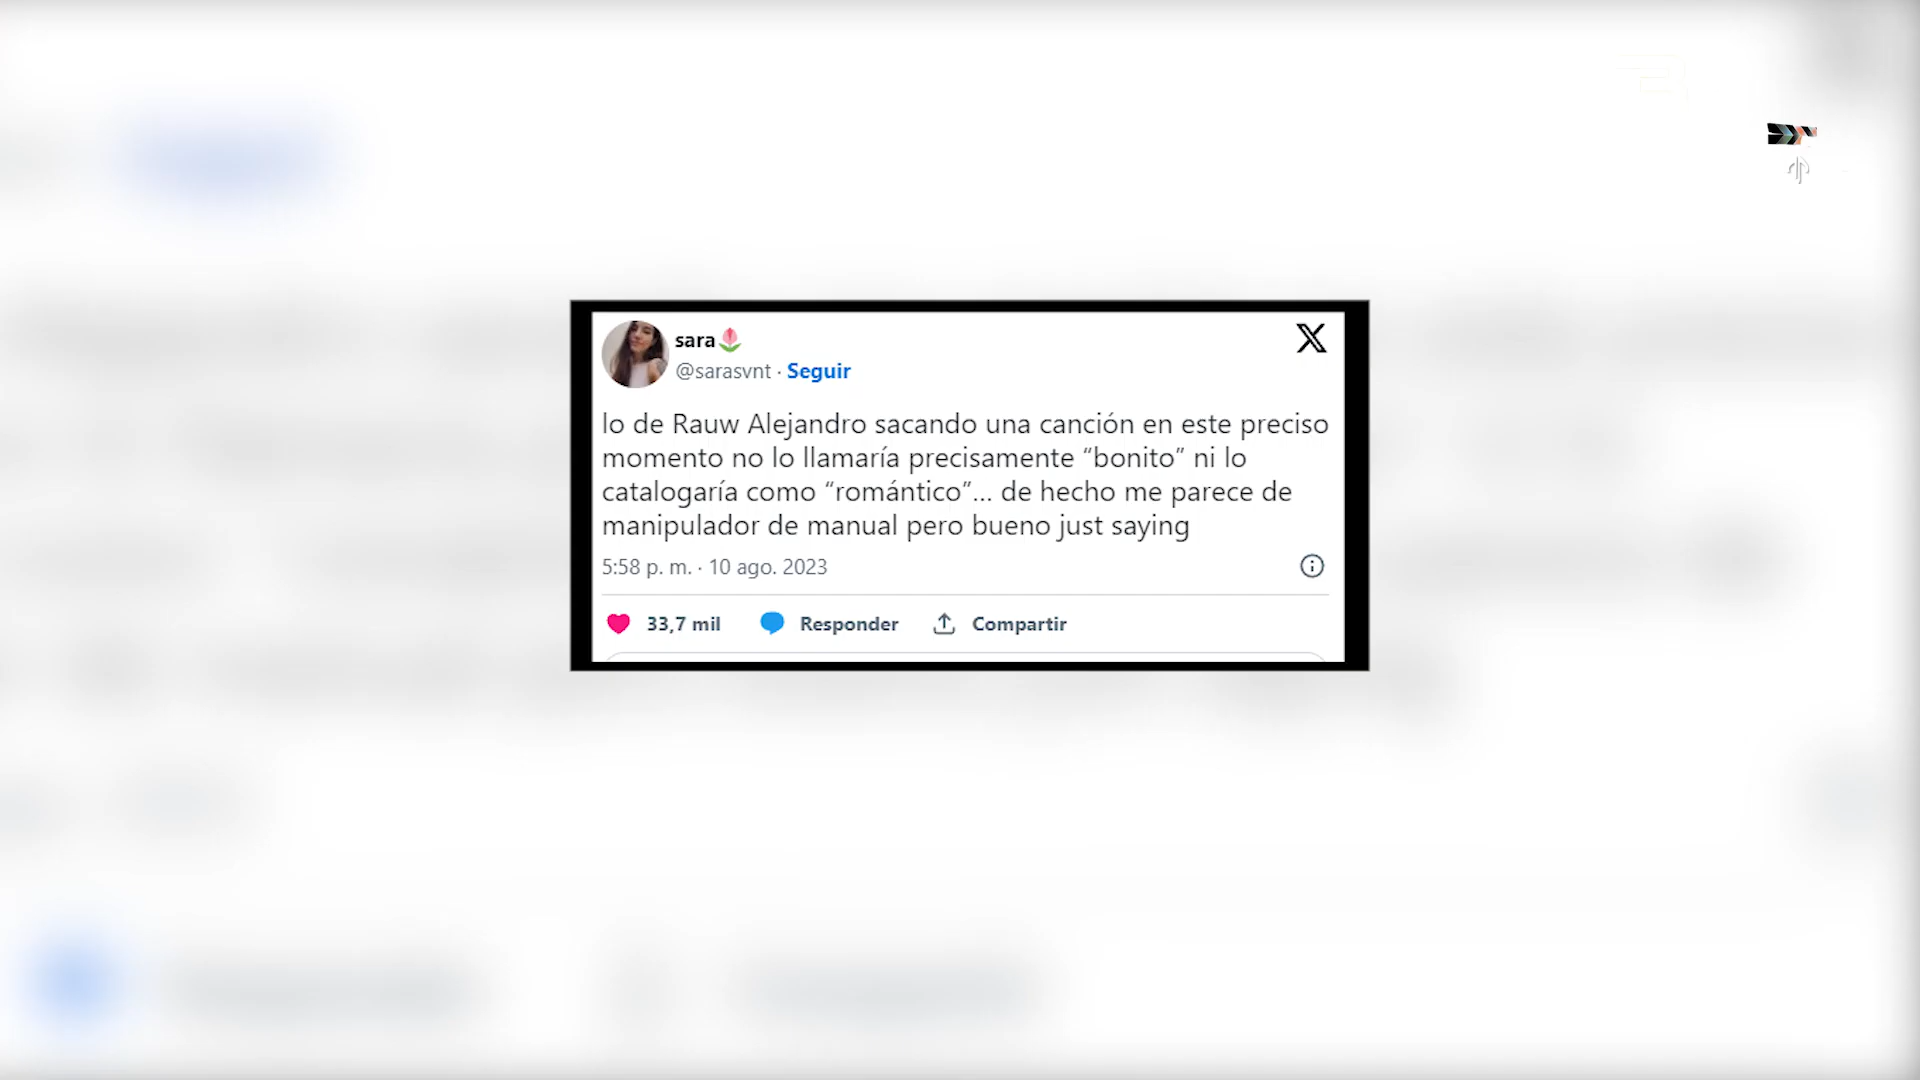 sara🌷
@sarasvnt · Seguir
lo de Rauw Alejandro sacando una canción en este preciso
momento no lo llamaría precisamente “bonito” ni lo
catalogaría como “romántico”... de hecho me parece de
manipulador de manual pero bueno just saying
5:58 p. m. · 10 ago. 2023
33,7 mil Responder Compartir